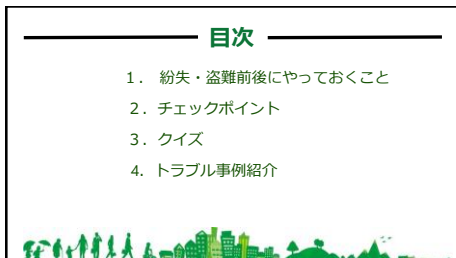 目次
１． 紛失・盗難前後にやっておくこと
２．チェックポイント
３．クイズ
４．トラブル事例紹介